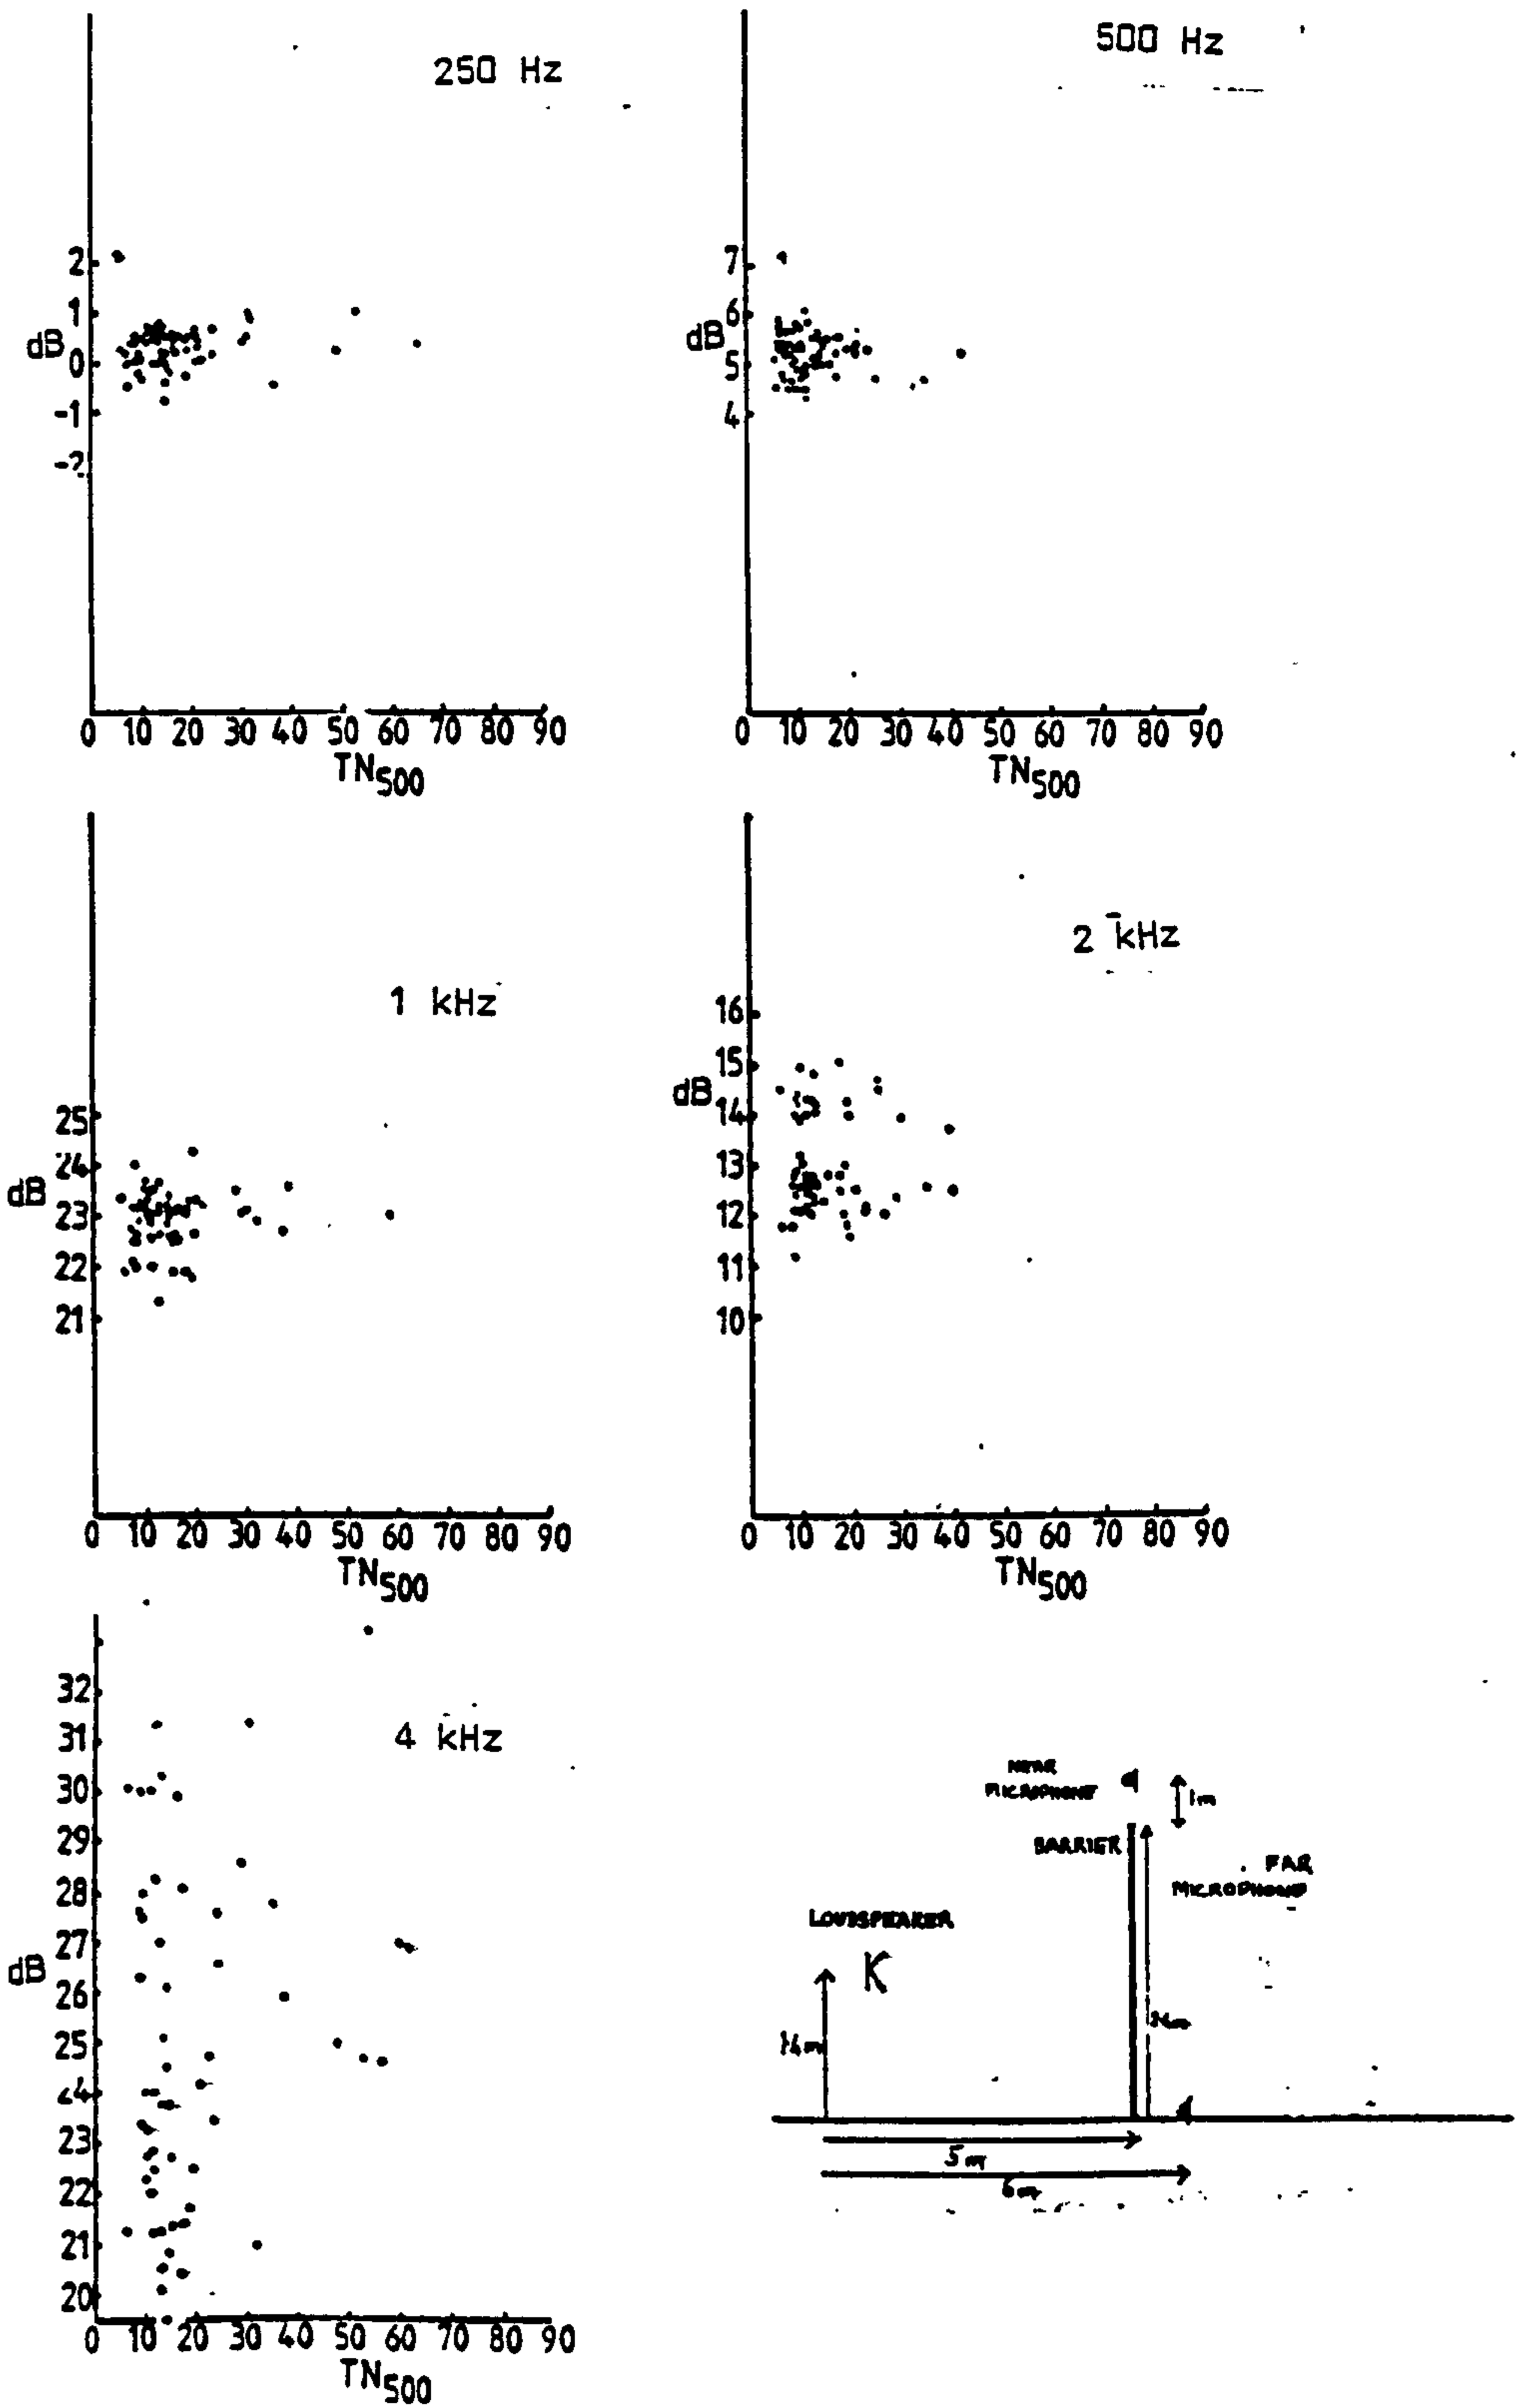 250 Hz
2
1
dB
0
-1
-2
0 10 20 30 40 50 60 70 80 90
TN500
500 Hz
7
6
dB
5
4
0 10 20 30 40 50 60 70 80 90
TN500
1 kHz
25
24
dB
23
22
21
0 10 20 30 40 50 60 70 80 90
TN500
2 kHz
16
15
dB
14
13
12
11
10
0 10 20 30 40 50 60 70 80 90
TN500
4 kHz
32
31
30
29
28
27
dB
26
25
24
23
22
21
20
0 10 20 30 40 50 60 70 80 90
TN500
NEAR
MICROPHONE
1m
BARRIER
FAR
MICROPHONE
LOUDSPEAKER
5m
6m